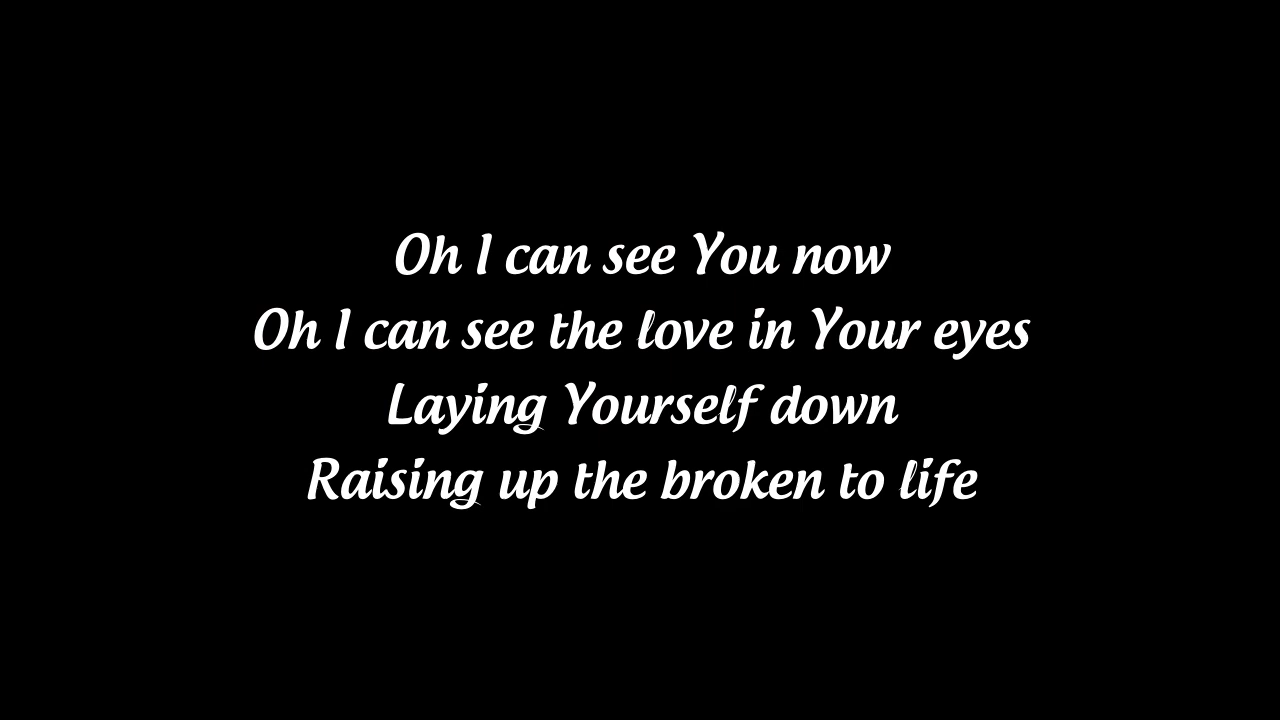 Oh I can see You now
Oh I can see the love in Your eyes
Laying Yourself down
Raising up the broken to life